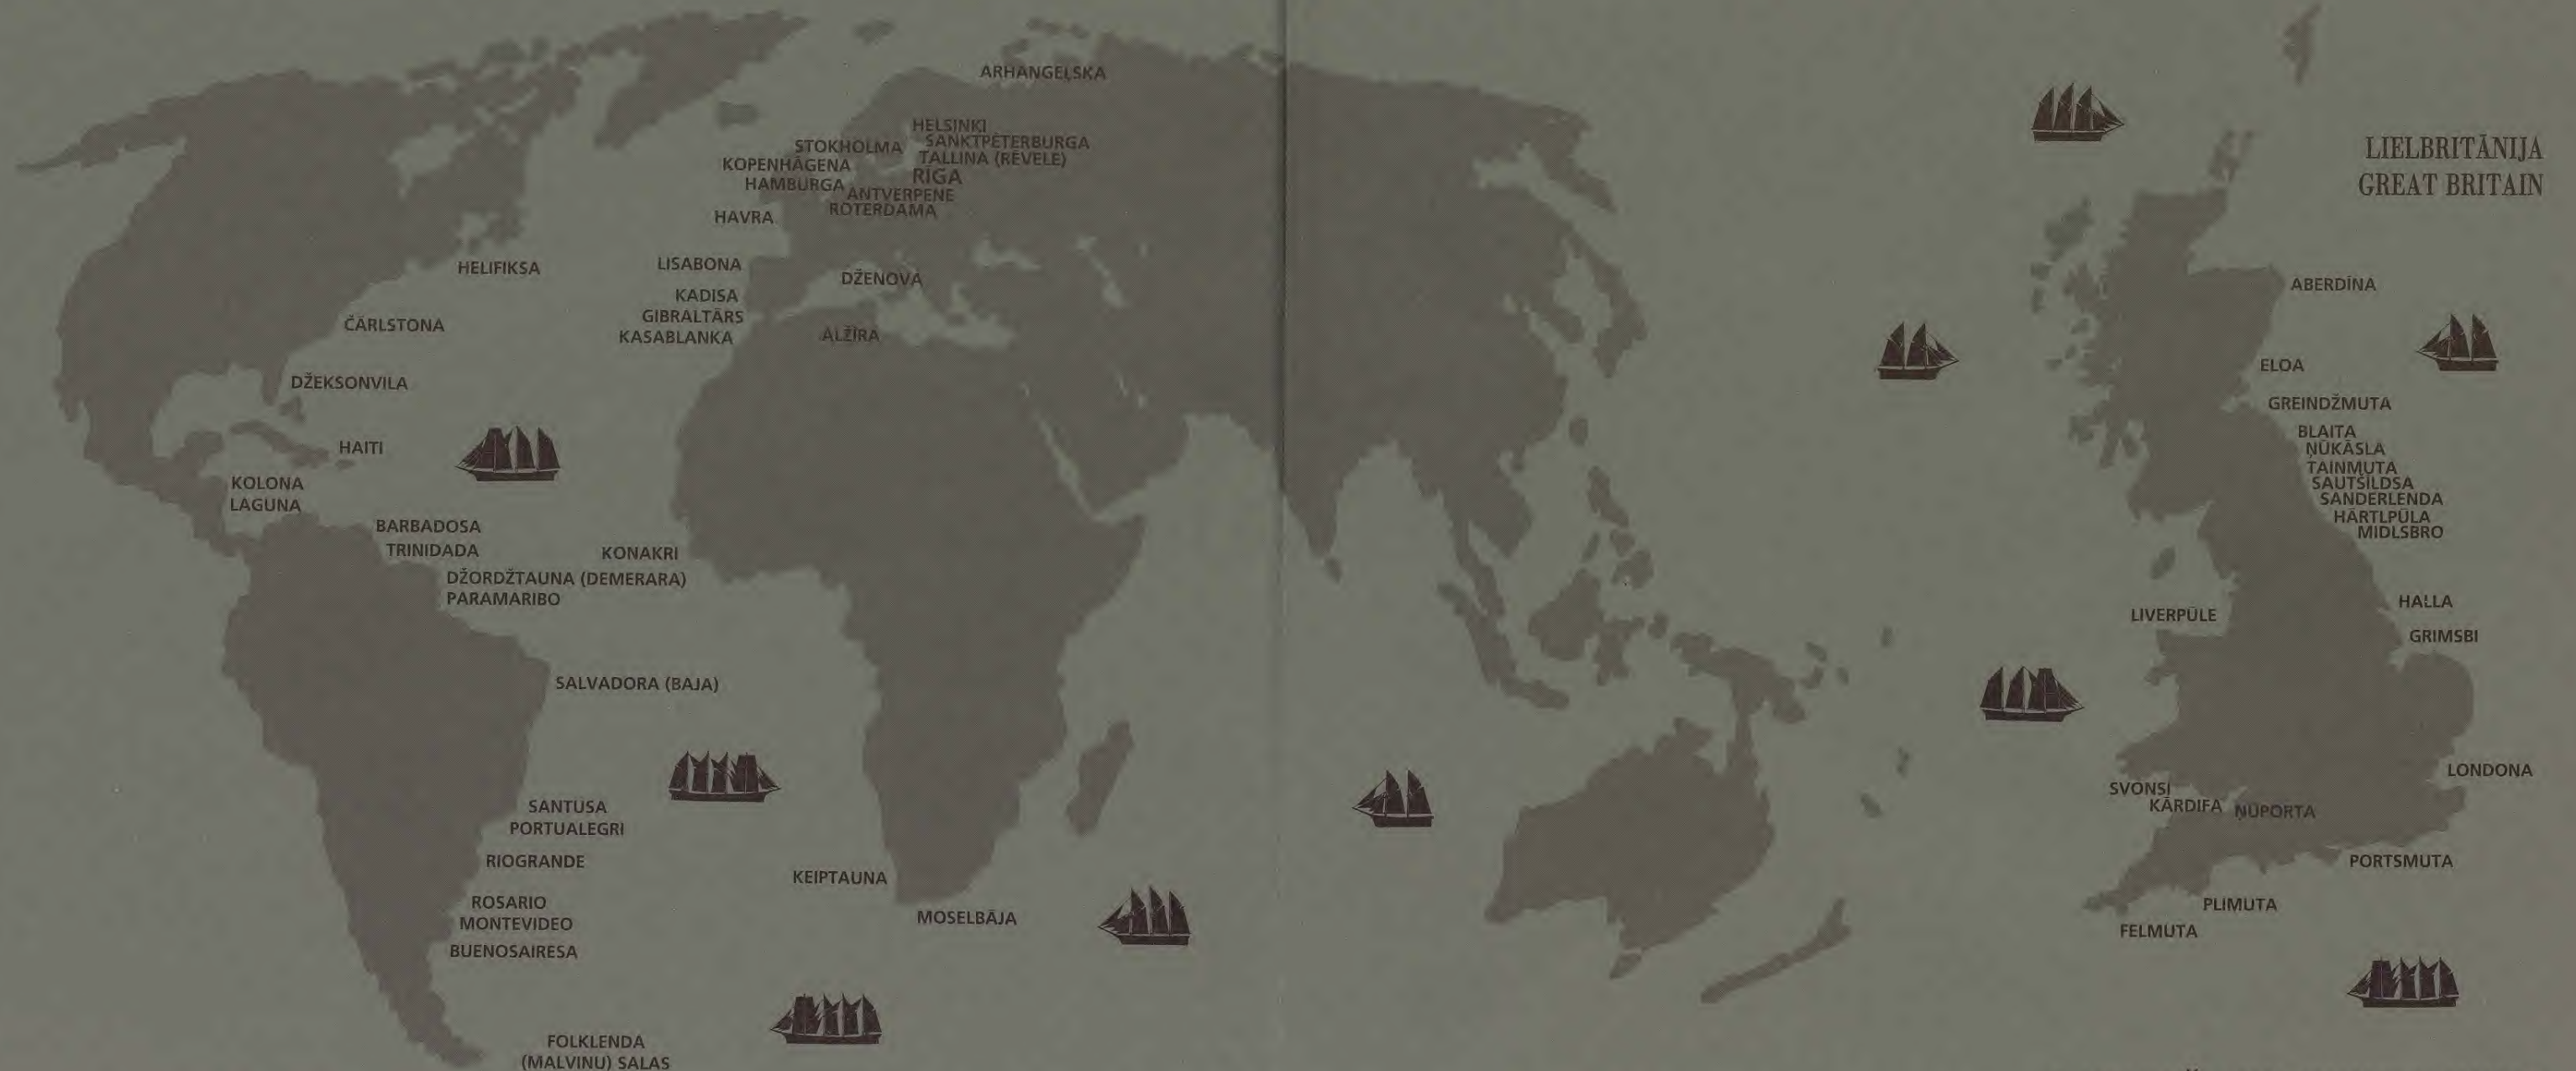 ARHANGEĻSKA
HELSINKI
SANKTPĒTERBURGA
STOKHOLMA
TALLINA (RĒVELE)
KOPENHĀGENA
RĪGA
HAMBURGA
ANTVERPENE
ROTERDAMA
HAVRA
HELIFIKSA
LISABONA
DŽENOVA
KADISA
GIBRALTĀRS
KASABLANKA
ALŽĪRA
ČĀRLSTONA
DŽEKSONVILA
HAITI
KOLONA
LAGUNA
BARBADOSA
TRINIDADA
KONAKRI
DŽORDŽTAUNA (DEMERARA)
PARAMARIBO
SALVADORA (BAJA)
SANTUSA
PORTUALEGRI
RIOGRANDE
KEIPTAUNA
ROSARIO
MOSELBĀJA
MONTEVIDEO
BUENOSAIRESA
FOLKLENDA
(MALVINU) SALAS
LIELBRITĀNIJA
GREAT BRITAIN
ABERDĪNA
ELOA
GREINDŽMUTA
BLAITA
ŅŪKĀSLA
TAINMUTA
SAUTŠĪLDSA
SANDERLENDA
HĀRTLPŪLA
MIDLSBRO
HALLA
LIVERPŪLE
GRIMSBI
LONDONA
SVONSI
KĀRDIFA
ŅŪPORTA
PORTSMUTA
PLIMUTA
FELMUTA